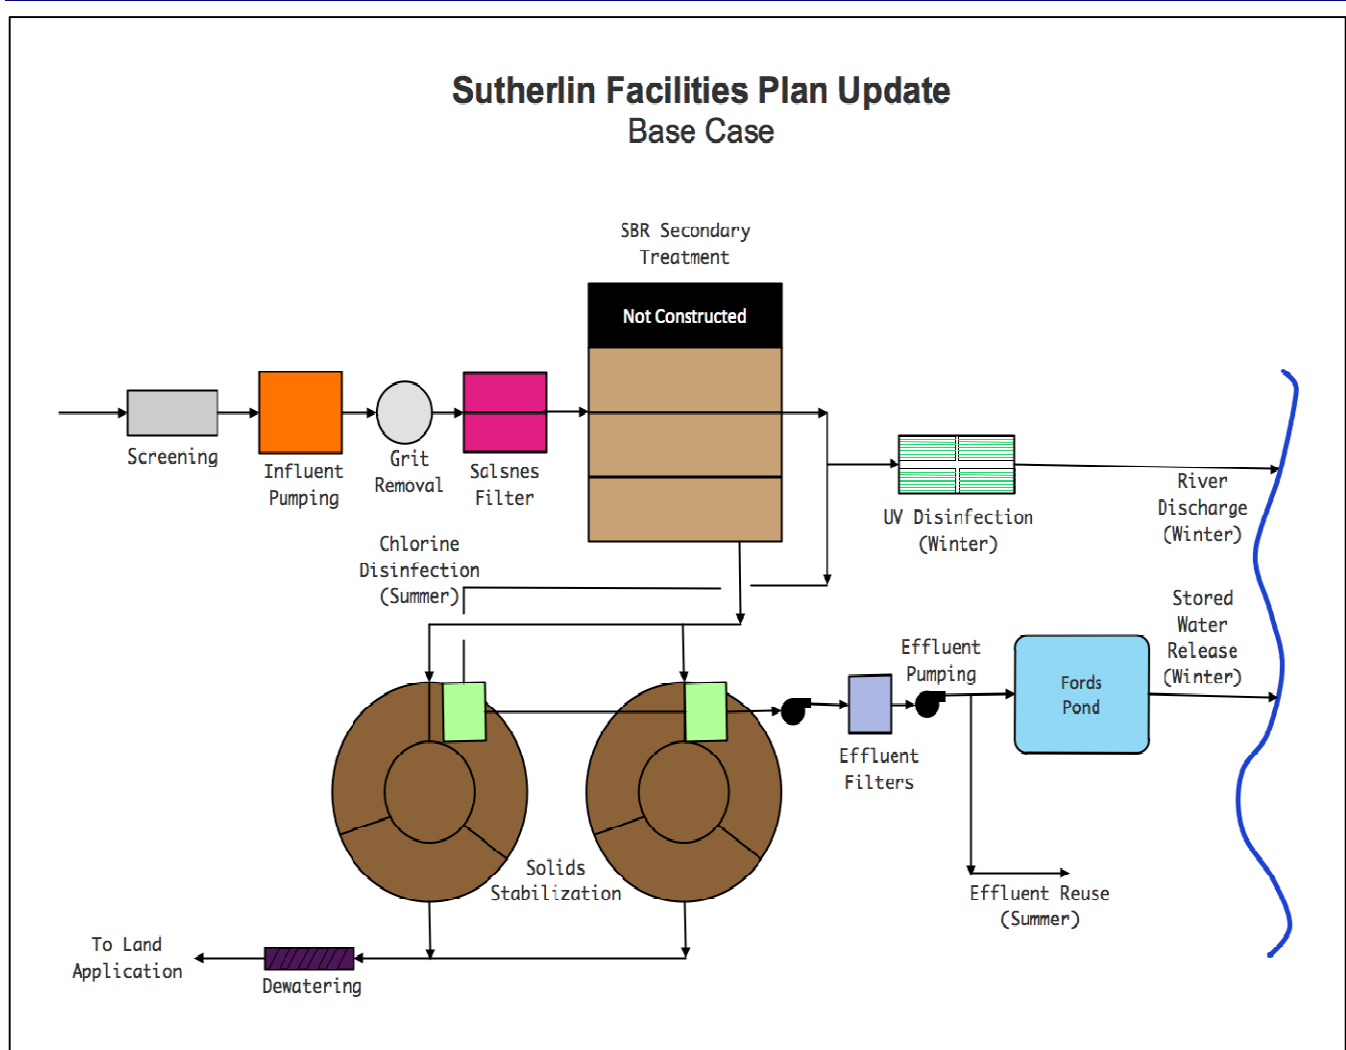 Sutherlin Facilities Plan Update
Base Case
SBR Secondary
Treatment
Not Constructed
Screening
Influent
Pumping
Grit
Removal
Salsnes
Filter
UV Disinfection
(Winter)
River
Discharge
(Winter)
Chlorine
Disinfection
(Summer)
Stored
Water
Release
(Winter)
Effluent
Pumping
Fords
Pond
Effluent
Filters
Solids
Stabilization
Effluent Reuse
(Summer)
To Land
Application
Dewatering